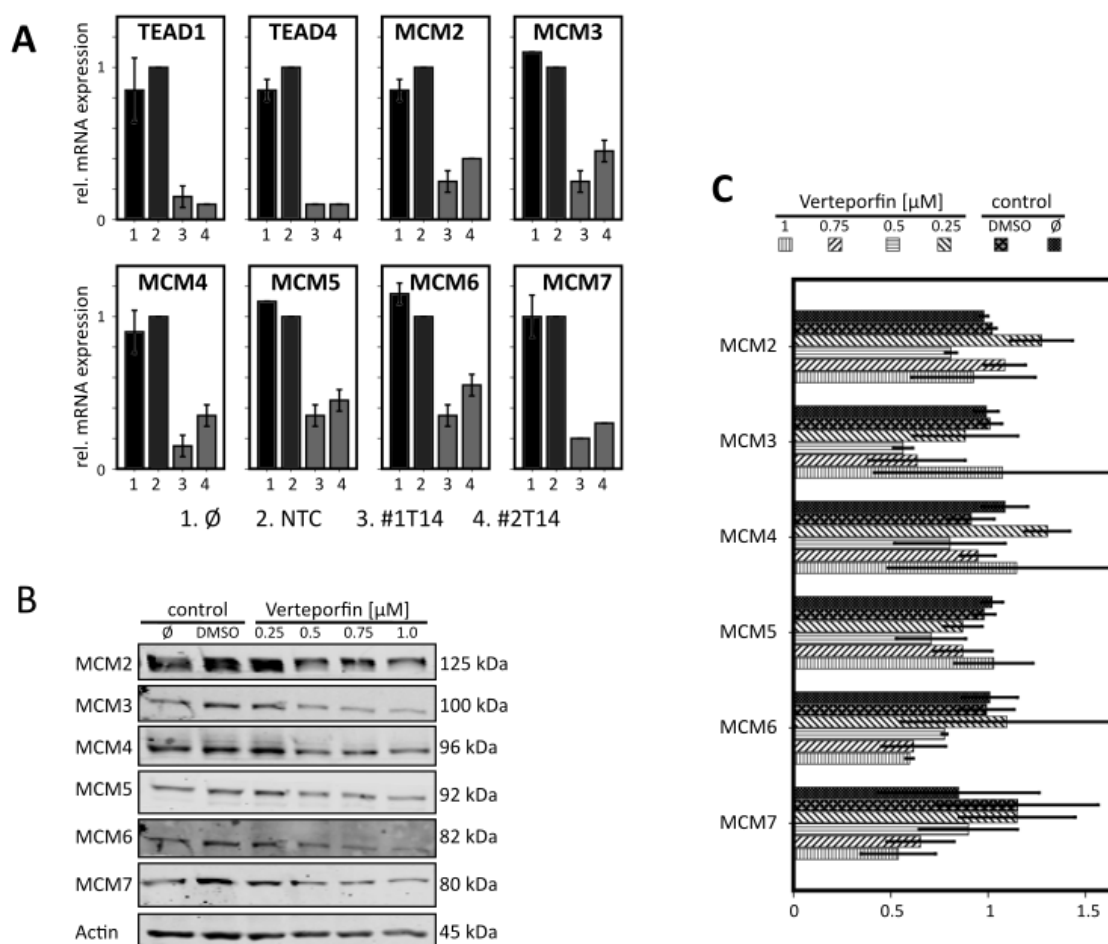 A
TEAD1 TEAD4 MCM2 MCM3
rel. mRNA expression
1
0
1 2 3 4 1 2 3 4 1 2 3 4 1 2 3 4
MCM4 MCM5 MCM6 MCM7
rel. mRNA expression
1
0
1 2 3 4 1 2 3 4 1 2 3 4 1 2 3 4
1. Ø 2. NTC 3. #1T14 4. #2T14
B
control Verteporfin [µM]
Ø DMSO 0.25 0.5 0.75 1.0
MCM2 125 kDa
MCM3 100 kDa
MCM4 96 kDa
MCM5 92 kDa
MCM6 82 kDa
MCM7 80 kDa
Actin 45 kDa
C
Verteporfin [µM] control
1 0.75 0.5 0.25 DMSO Ø
MCM2
MCM3
MCM4
MCM5
MCM6
MCM7
0 0.5 1 1.5